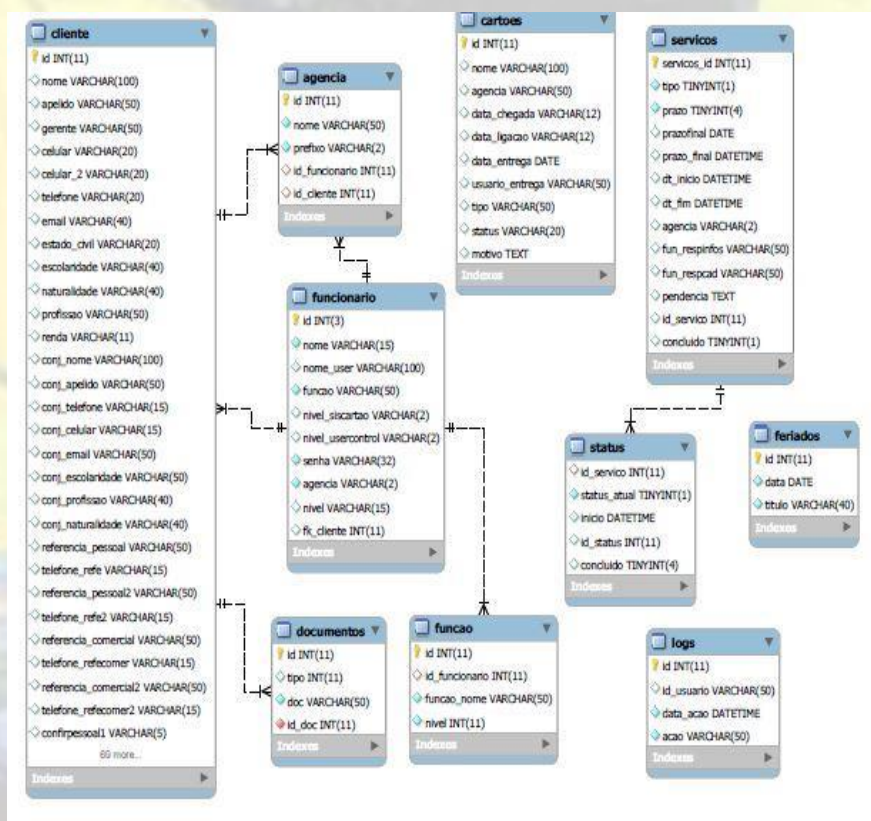 cliente
id INT(11)
nome VARCHAR(100)
apelido VARCHAR(50)
gerente VARCHAR(50)
celular VARCHAR(20)
celular_2 VARCHAR(20)
telefone VARCHAR(20)
email VARCHAR(40)
estado_civil VARCHAR(20)
escolaridade VARCHAR(40)
naturalidade VARCHAR(40)
profissao VARCHAR(50)
renda VARCHAR(11)
conj_nome VARCHAR(100)
conj_apelido VARCHAR(50)
conj_telefone VARCHAR(15)
conj_celular VARCHAR(15)
conj_email VARCHAR(50)
conj_escolaridade VARCHAR(50)
conj_profissao VARCHAR(40)
conj_naturalidade VARCHAR(40)
referencia_pessoal VARCHAR(50)
telefone_refe VARCHAR(15)
referencia_pessoal2 VARCHAR(50)
telefone_refe2 VARCHAR(15)
referencia_comercial VARCHAR(50)
telefone_refecomer VARCHAR(15)
referencia_comercial2 VARCHAR(50)
telefone_refecomer2 VARCHAR(15)
confirpessoal1 VARCHAR(5)
69 more...
Indexes
agencia
id INT(11)
nome VARCHAR(50)
prefixo VARCHAR(2)
id_funcionario INT(11)
id_cliente INT(11)
Indexes
funcionario
id INT(3)
nome VARCHAR(15)
nome_user VARCHAR(100)
funcao VARCHAR(50)
nivel_siscartao VARCHAR(2)
nivel_usercontrol VARCHAR(2)
senha VARCHAR(32)
agencia VARCHAR(2)
nivel VARCHAR(15)
fk_cliente INT(11)
Indexes
documentos
id INT(11)
tipo INT(11)
doc VARCHAR(50)
id_doc INT(11)
Indexes
funcao
id INT(11)
id_funcionario INT(11)
funcao_nome VARCHAR(50)
nivel INT(11)
Indexes
cartoes
id INT(11)
nome VARCHAR(100)
agencia VARCHAR(50)
data_chegada VARCHAR(12)
data_ligacao VARCHAR(12)
data_entrega DATE
usuario_entrega VARCHAR(50)
tipo VARCHAR(50)
status VARCHAR(20)
motivo TEXT
Indexes
servicos
servicos_id INT(11)
tipo TINYINT(1)
prazo TINYINT(4)
prazofinal DATE
prazo_final DATETIME
dt_inicio DATETIME
dt_fim DATETIME
agencia VARCHAR(2)
fun_respinfos VARCHAR(50)
fun_respcad VARCHAR(50)
pendencia TEXT
id_servico INT(11)
concluido TINYINT(1)
Indexes
status
id_servico INT(11)
status_atual TINYINT(1)
inicio DATETIME
id_status INT(11)
concluido TINYINT(4)
Indexes
feriados
id INT(11)
data DATE
titulo VARCHAR(40)
Indexes
logs
id INT(11)
id_usuario VARCHAR(50)
data_acao DATETIME
acao VARCHAR(50)
Indexes